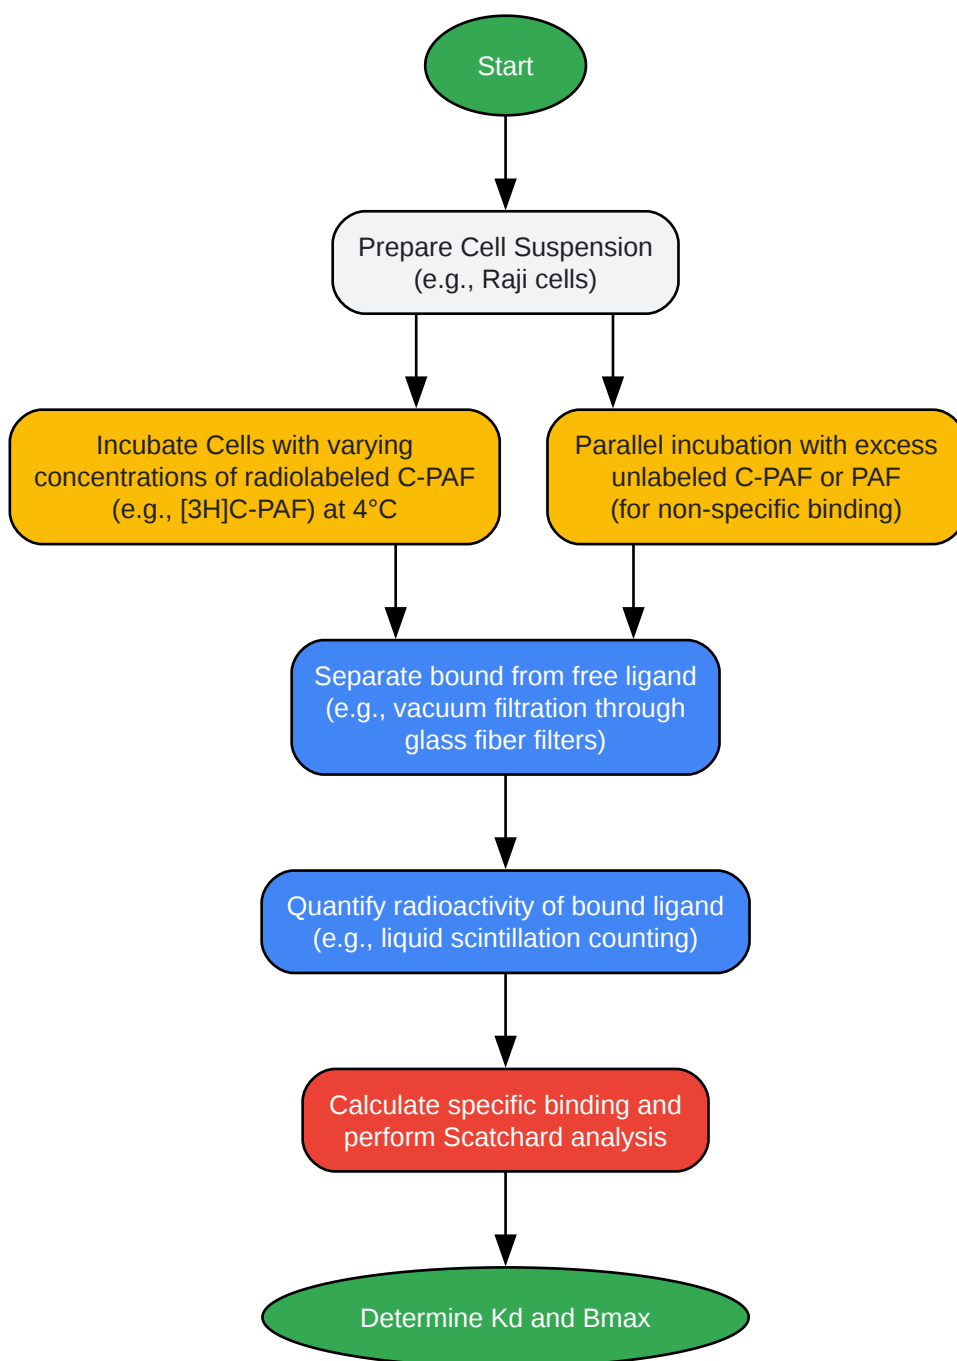 Start
Prepare Cell Suspension
(e.g., Raji cells)
Incubate Cells with varying
concentrations of radiolabeled C-PAF
(e.g., [3H]C-PAF) at 4°C
Parallel incubation with excess
unlabeled C-PAF or PAF
(for non-specific binding)
Separate bound from free ligand
(e.g., vacuum filtration through
glass fiber filters)
Quantify radioactivity of bound ligand
(e.g., liquid scintillation counting)
Calculate specific binding and
perform Scatchard analysis
Determine Kd and Bmax